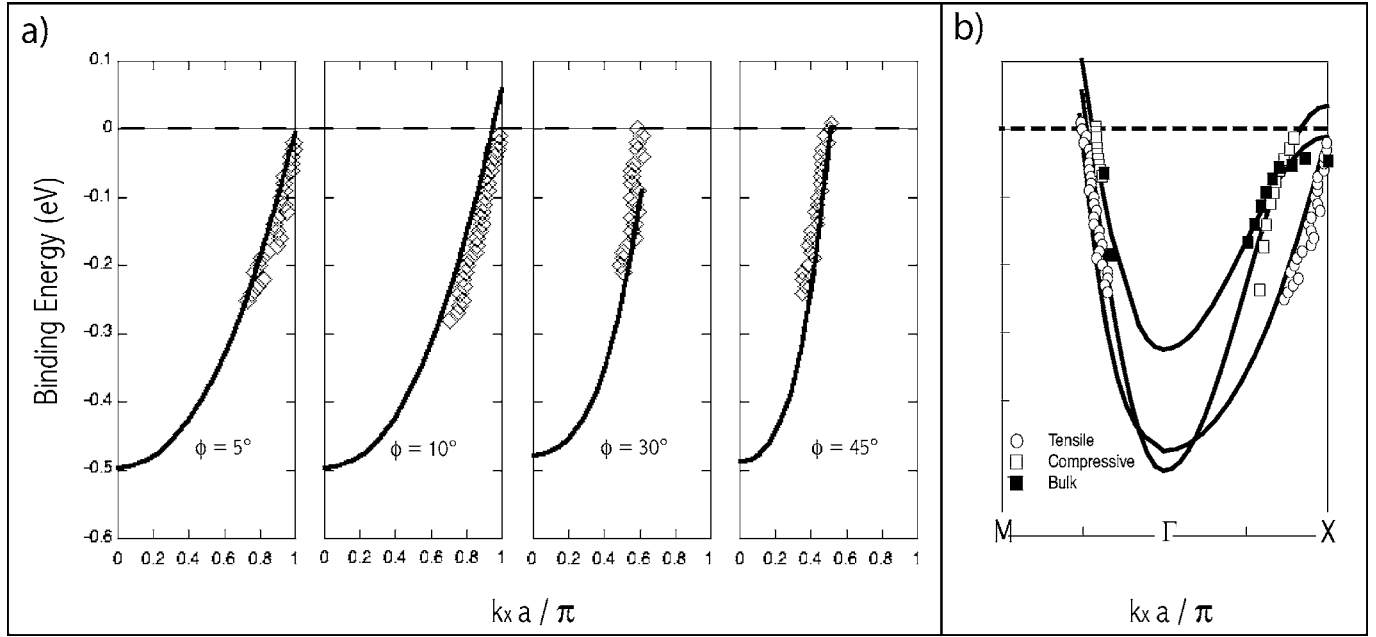 a)
b)
0.1
0
-0.1
-0.2
-0.3
-0.4
-0.5
-0.6
Binding Energy (eV)
ϕ = 5°
ϕ = 10°
ϕ = 30°
ϕ = 45°
0 0.2 0.4 0.6 0.8 1
0 0.2 0.4 0.6 0.8 1
0 0.2 0.4 0.6 0.8 1
0 0.2 0.4 0.6 0.8 1
kx a / π
Tensile
Compressive
Bulk
M Γ X
kx a / π